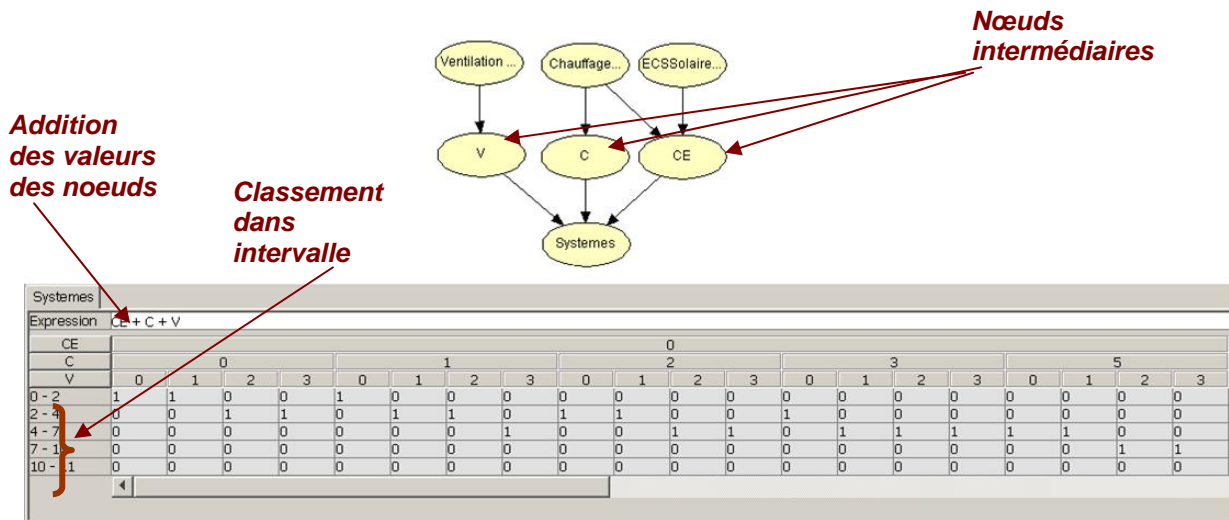 Nœuds
intermédiaires
Ventilation ...
Chauffage...
ECSSolaire...
Addition
des valeurs
des noeuds
V
C
CE
Classement
dans
intervalle
Systemes
Systemes
Expression CE + C + V
CE 0
C 0 1 2 3 5
V 0 1 2 3 0 1 2 3 0 1 2 3 0 1 2 3 0 1 2 3
0 - 2 1 1 0 0 1 0 0 0 0 0 0 0 0 0 0 0 0 0 0 0
2 - 4 0 0 1 1 0 1 1 0 1 1 0 0 1 0 0 0 0 0 0 0
4 - 7 0 0 0 0 0 0 0 1 0 0 1 1 0 1 1 1 1 1 0 0
7 - 1 0 0 0 0 0 0 0 0 0 0 0 0 0 0 0 0 0 0 1 1
10 - 11 0 0 0 0 0 0 0 0 0 0 0 0 0 0 0 0 0 0 0 0